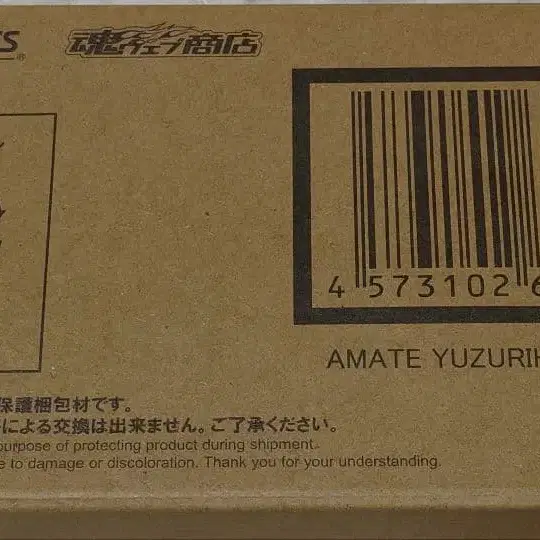 魂ウェブ商店
4 573102 6
AMATE YUZURIH
保護梱包材です。
による交換は出来ません。ご了承ください。
urpose of protecting product during shipment.
e to damage or discoloration. Thank you for your understanding.